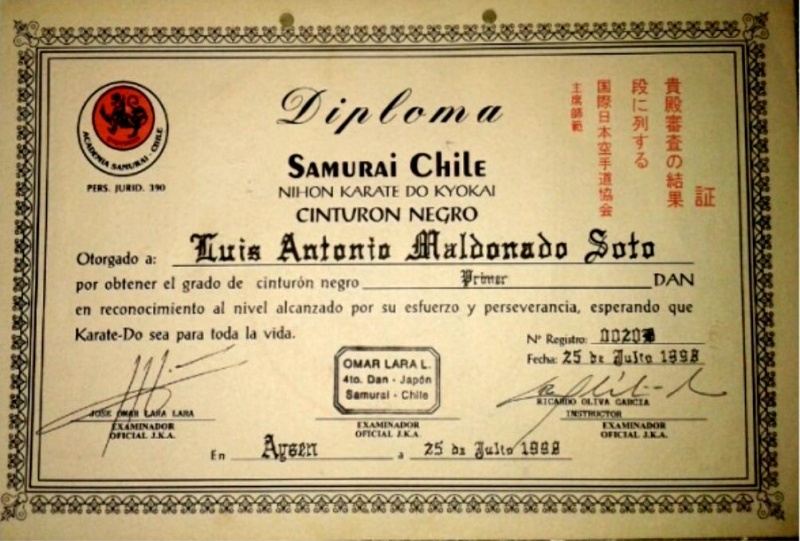 Diploma
SAMURAI CHILE
NIHON KARATE DO KYOKAI
CINTURON NEGRO
ACADEMIA SAMURAI - CHILE
PERS. JURID. 390
証
貴殿審査の結果
段に列する
国際日本空手道協会
主席師範
Otorgado a: Luis Antonio Maldonado Soto
por obtener el grado de cinturón negro Primer DAN
en reconocimiento al nivel alcanzado por su esfuerzo y perseverancia, esperando que
Karate-Do sea para toda la vida.
Nº Registro:
Fecha: 25 de Julio 1998
OMAR LARA L.
4to. Dan - Japón
Samurai - Chile
JOSE OMAR LARA LARA
EXAMINADOR
OFICIAL J.K.A.
EXAMINADOR
OFICIAL J.K.A.
RICARDO OLIVA GARCIA
INSTRUCTOR
EXAMINADOR
OFICIAL J.K.A.
En Aysen a 25 de Julio 1998